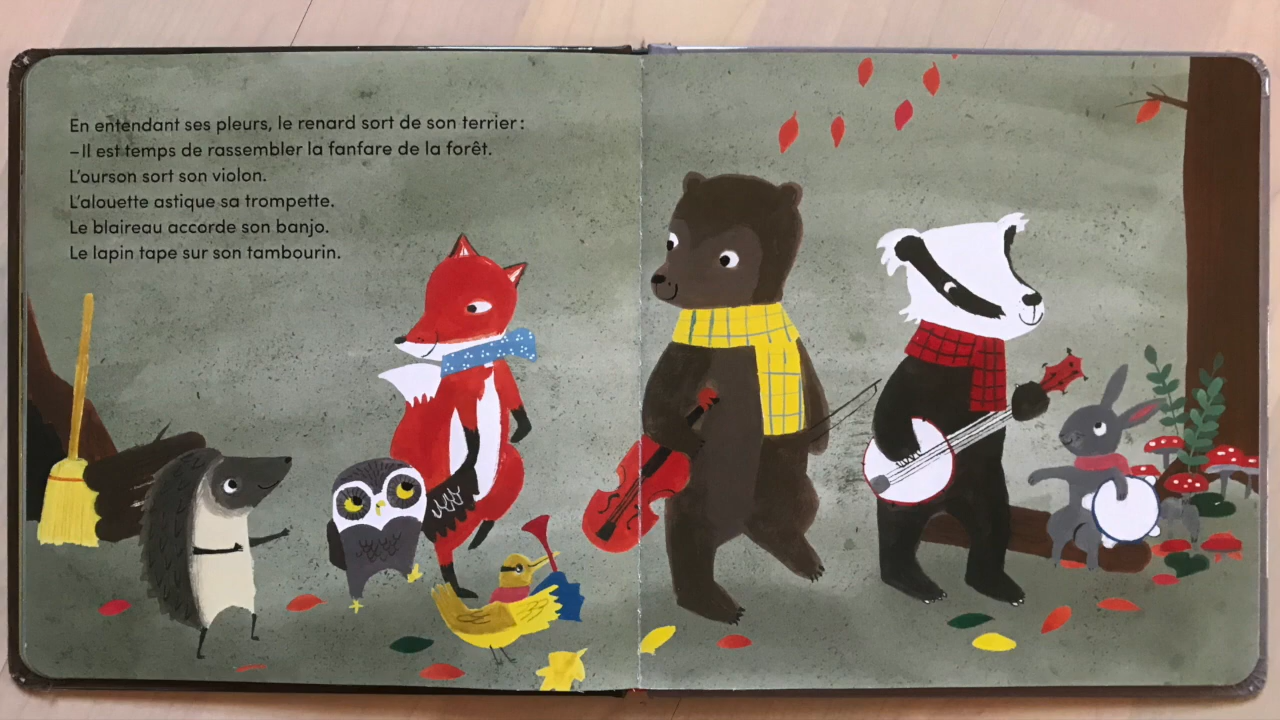 En entendant ses pleurs, le renard sort de son terrier :
– Il est temps de rassembler la fanfare de la forêt.
L'ourson sort son violon.
L'alouette astique sa trompette.
Le blaireau accorde son banjo.
Le lapin tape sur son tambourin.